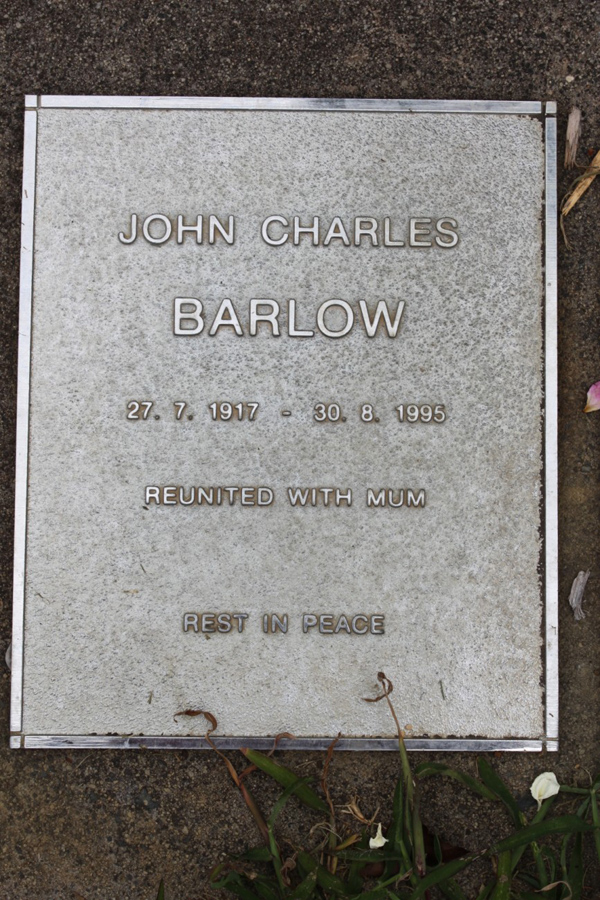 JOHN CHARLES
BARLOW
27. 7. 1917 - 30. 8. 1995
REUNITED WITH MUM
REST IN PEACE